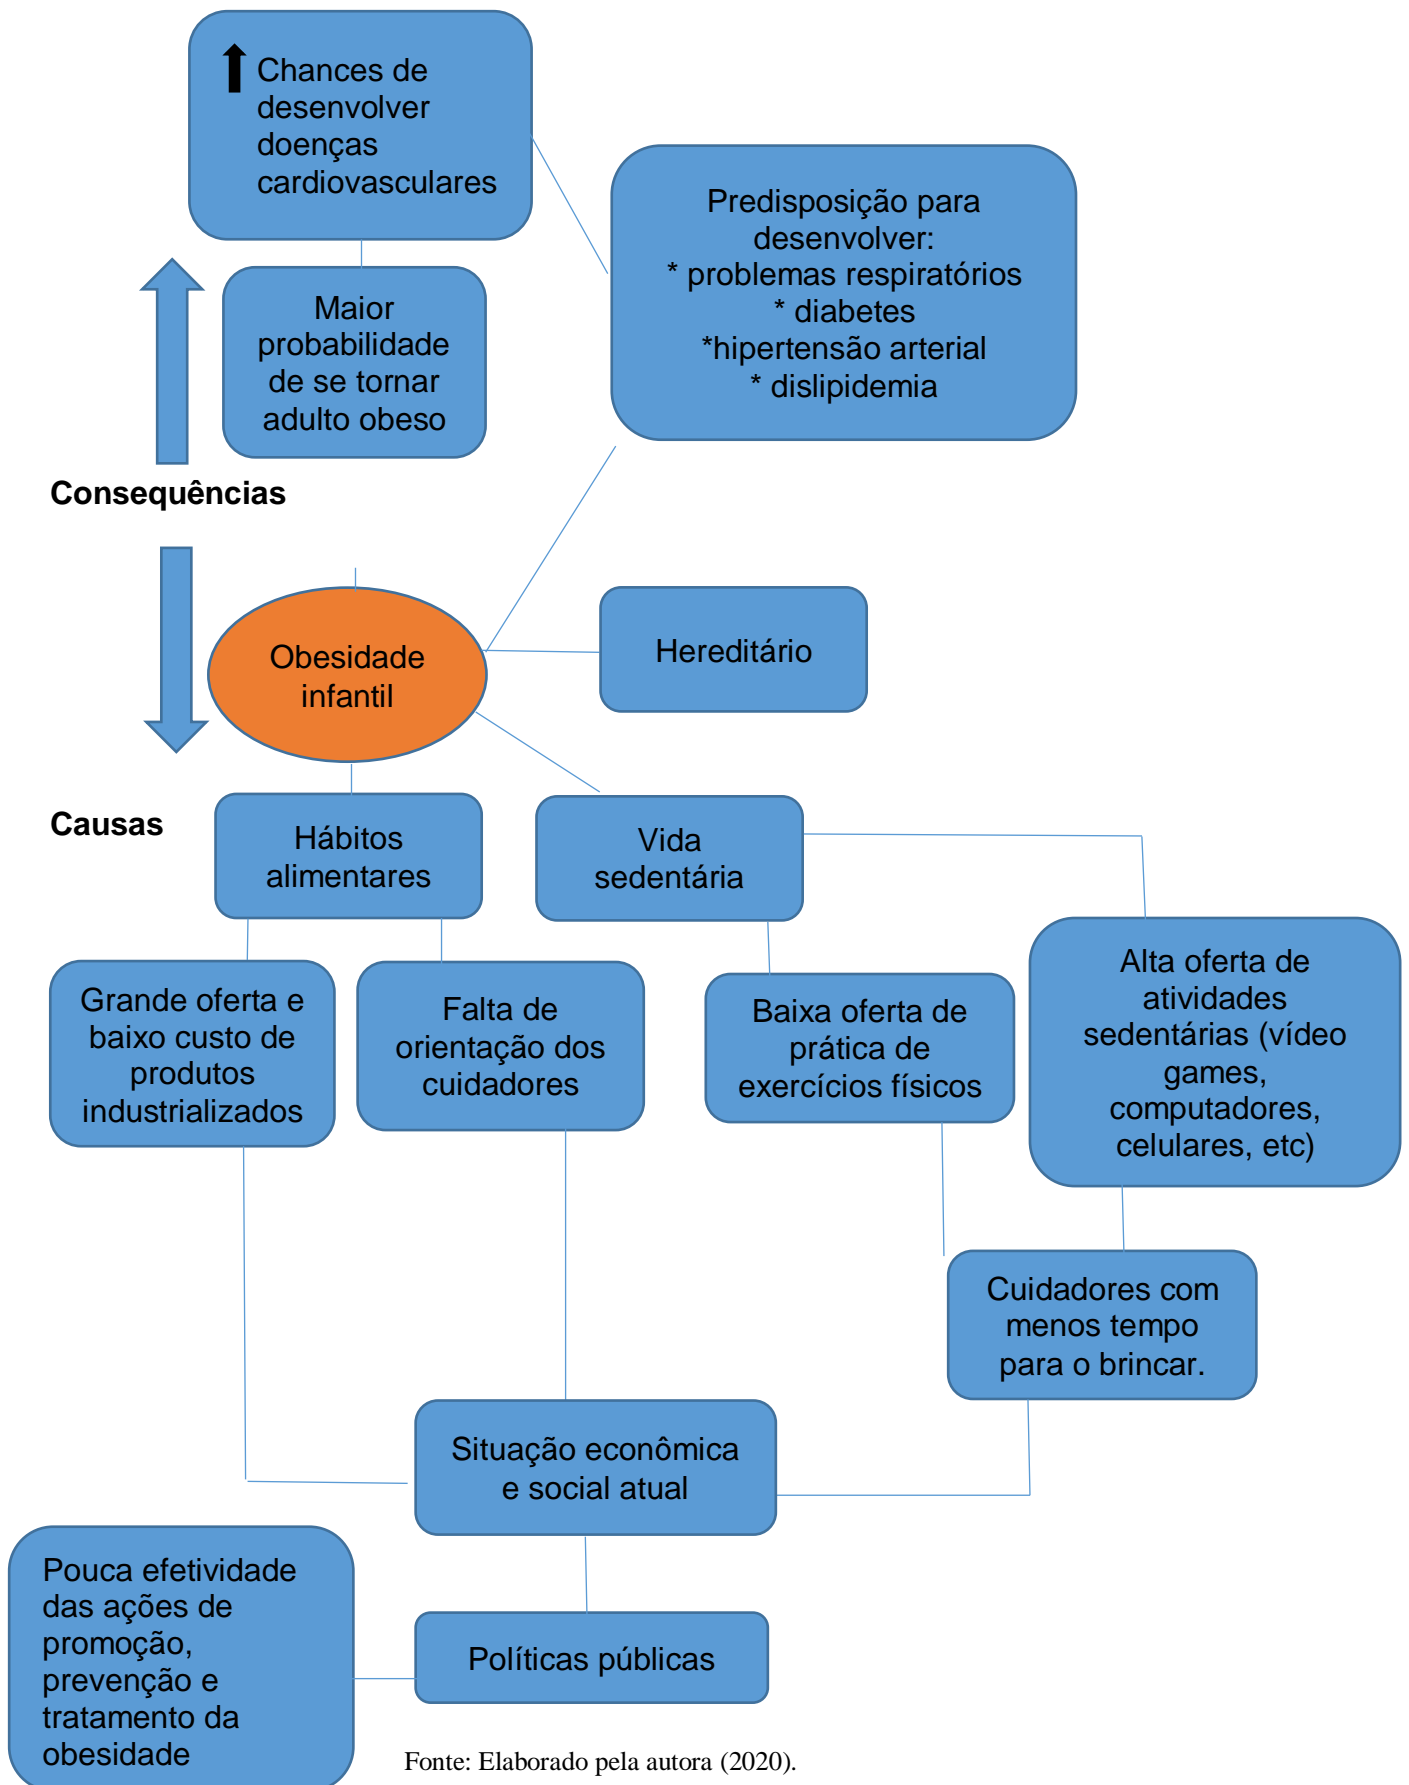 Chances de
desenvolver
doenças
cardiovasculares
Predisposição para
desenvolver:
* problemas respiratórios
* diabetes
*hipertensão arterial
* dislipidemia
Maior
probabilidade
de se tornar
adulto obeso
Consequências
Obesidade
infantil
Hereditário
Causas
Hábitos
alimentares
Vida
sedentária
Grande oferta e
baixo custo de
produtos
industrializados
Falta de
orientação dos
cuidadores
Baixa oferta de
prática de
exercícios físicos
Alta oferta de
atividades
sedentárias (vídeo
games,
computadores,
celulares, etc)
Cuidadores com
menos tempo
para o brincar.
Situação econômica
e social atual
Pouca efetividade
das ações de
promoção,
prevenção e
tratamento da
obesidade
Políticas públicas
Fonte: Elaborado pela autora (2020).